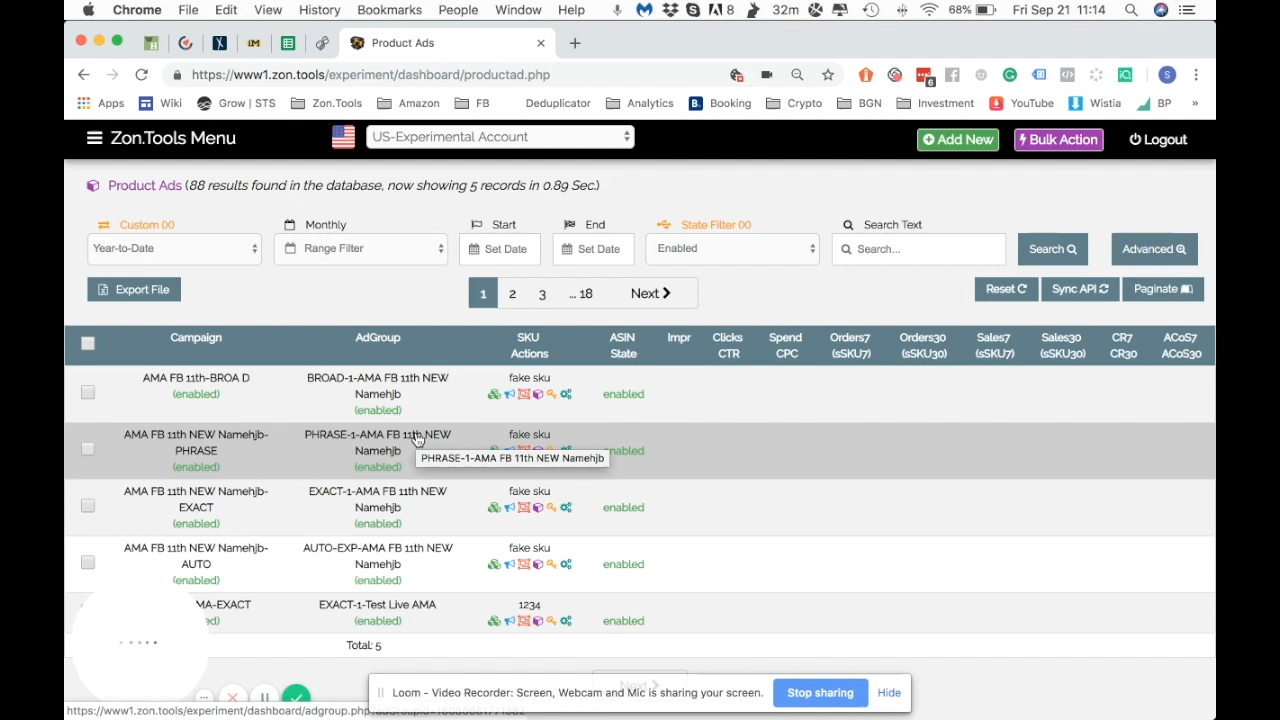 Chrome File Edit View History Bookmarks People Window Help 8 32m 68% Fri Sep 21 11:14
Product Ads
https://www1.zon.tools/experiment/dashboard/productad.php 6 S
Apps Wiki Grow | STS Zon.Tools Amazon FB Deduplicator Analytics Booking Crypto BGN Investment YouTube Wistia BP »
Zon.Tools Menu US-Experimental Account Add New Bulk Action Logout
Product Ads (88 results found in the database, now showing 5 records in 0.89 Sec.)
Custom (X) Monthly Start End State Filter (X) Search Text
Year-to-Date Range Filter Set Date Set Date Enabled Search... Search Advanced
Export File 1 2 3 ... 18 Next Reset Sync API Paginate
Campaign AdGroup SKU ASIN Impr Clicks Spend Orders7 Orders30 Sales7 Sales30 CR7 ACoS7
Actions State CTR CPC (sSKU7) (sSKU30) (sSKU7) (sSKU30) CR30 ACoS30
AMA FB 11th-BROA D BROAD-1-AMA FB 11th NEW fake sku
(enabled) Namehjb enabled
(enabled)
AMA FB 11th NEW Namehjb- PHRASE-1-AMA FB 11th NEW fake sku
PHRASE Namehjb enabled
PHRASE-1-AMA FB 11th NEW Namehjb
(enabled) (enabled)
AMA FB 11th NEW Namehjb- EXACT-1-AMA FB 11th NEW fake sku
EXACT Namehjb enabled
(enabled) (enabled)
AMA FB 11th NEW Namehjb- AUTO-EXP-AMA FB 11th NEW fake sku
AUTO Namehjb enabled
(enabled) (enabled)
MA-EXACT EXACT-1-Test Live AMA 1234
(enabled) enabled
Total: 5
Next
Loom - Video Recorder: Screen, Webcam and Mic is sharing your screen. Stop sharing Hide